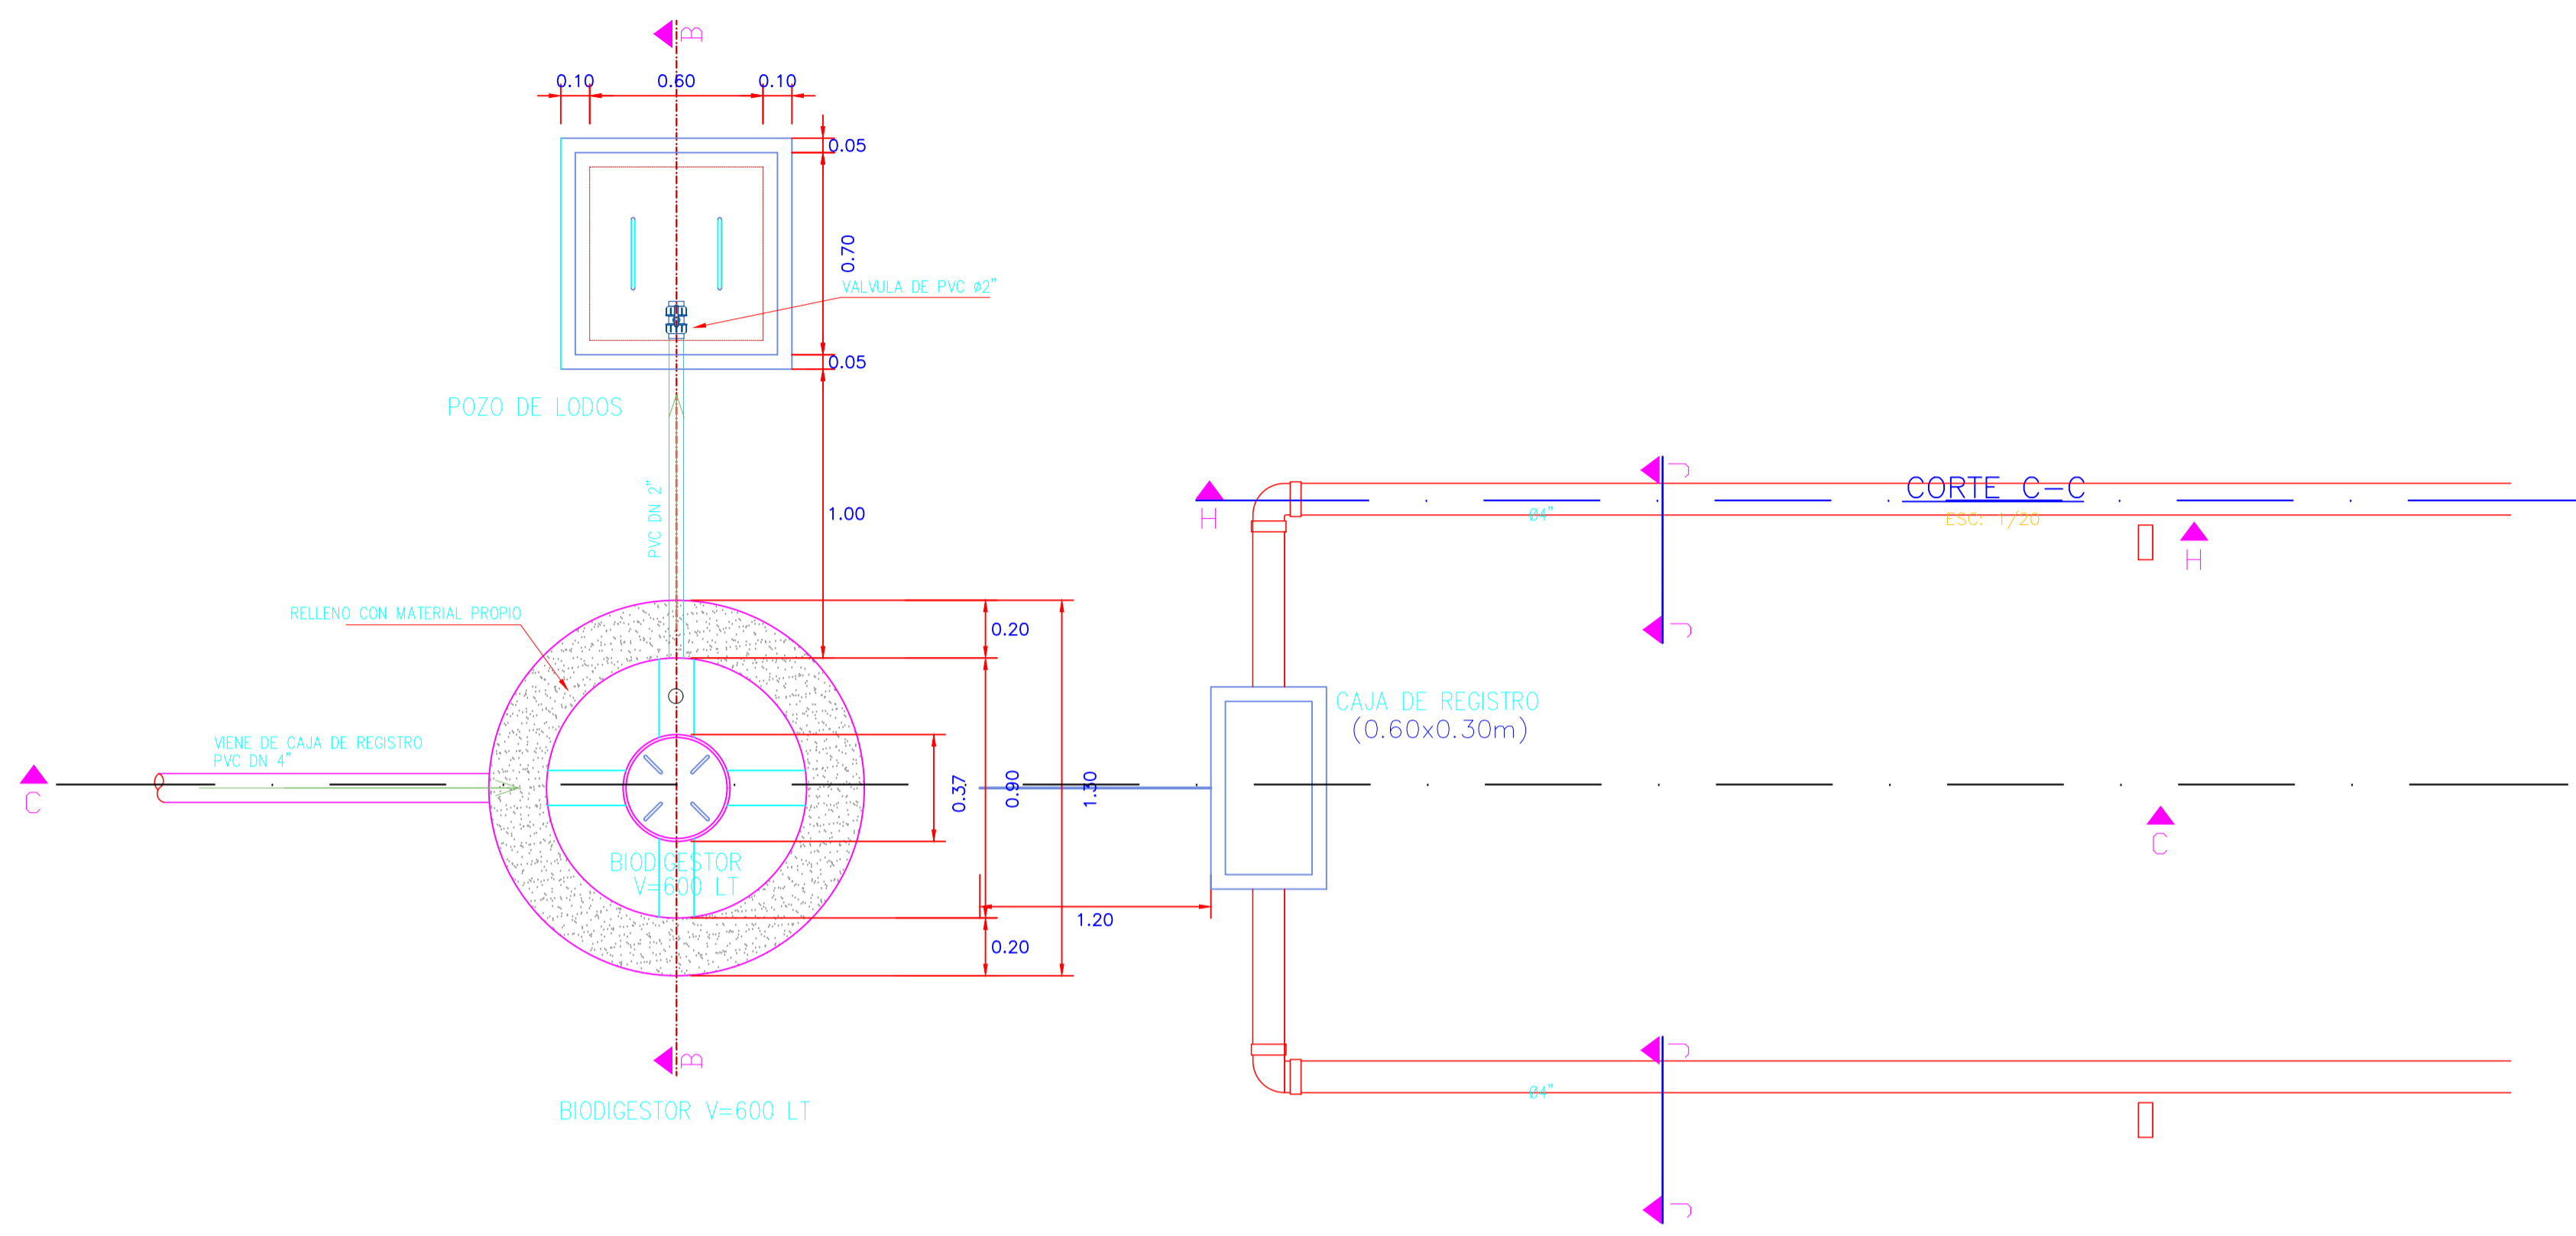 B
0.10
0.60
0.10
0.05
0.70
VALVULA DE PVC ø2"
0.05
POZO DE LODOS
PVC DN 2"
1.00
RELLENO CON MATERIAL PROPIO
0.20
VIENE DE CAJA DE REGISTRO
PVC DN 4"
C
0.37
0.90
1.30
BIODIGESTOR
V=600 LT
1.20
0.20
B
BIODIGESTOR V=600 LT
H
J
Ø4"
CORTE C-C
ESC: 1/20
H
J
CAJA DE REGISTRO
(0.60x0.30m)
C
J
Ø4"
J